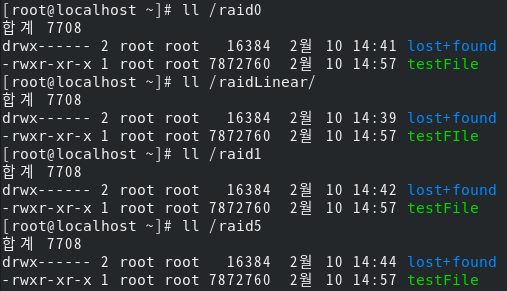 [root@localhost ~]# ll /raid0
합계 7708
drwx------ 2 root root   16384  2월 10 14:41 lost+found
-rwxr-xr-x 1 root root 7872760  2월 10 14:57 testFile
[root@localhost ~]# ll /raidLinear/
합계 7708
drwx------ 2 root root   16384  2월 10 14:39 lost+found
-rwxr-xr-x 1 root root 7872760  2월 10 14:57 testFIle
[root@localhost ~]# ll /raid1
합계 7708
drwx------ 2 root root   16384  2월 10 14:42 lost+found
-rwxr-xr-x 1 root root 7872760  2월 10 14:57 testFile
[root@localhost ~]# ll /raid5
합계 7708
drwx------ 2 root root   16384  2월 10 14:44 lost+found
-rwxr-xr-x 1 root root 7872760  2월 10 14:57 testFile